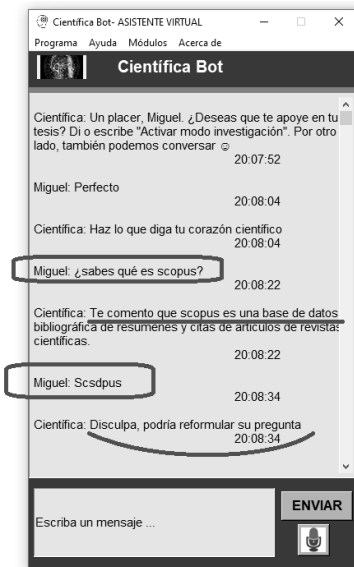 Científica Bot- ASISTENTE VIRTUAL
Programa Ayuda Módulos Acerca de
Científica Bot
Científica: Un placer, Miguel. ¿Deseas que te apoye en tu
tesis? Di o escribe "Activar modo investigación". Por otro
lado, también podemos conversar ☺
20:07:52
Miguel: Perfecto
20:08:04
Científica: Haz lo que diga tu corazón científico
20:08:04
Miguel: ¿sabes qué es scopus?
20:08:22
Científica: Te comento que scopus es una base de datos
bibliográfica de resúmenes y citas de artículos de revistas
científicas.
20:08:22
Miguel: Scsdpus
20:08:34
Científica: Disculpa, podría reformular su pregunta
20:08:34
Escriba un mensaje ...
ENVIAR